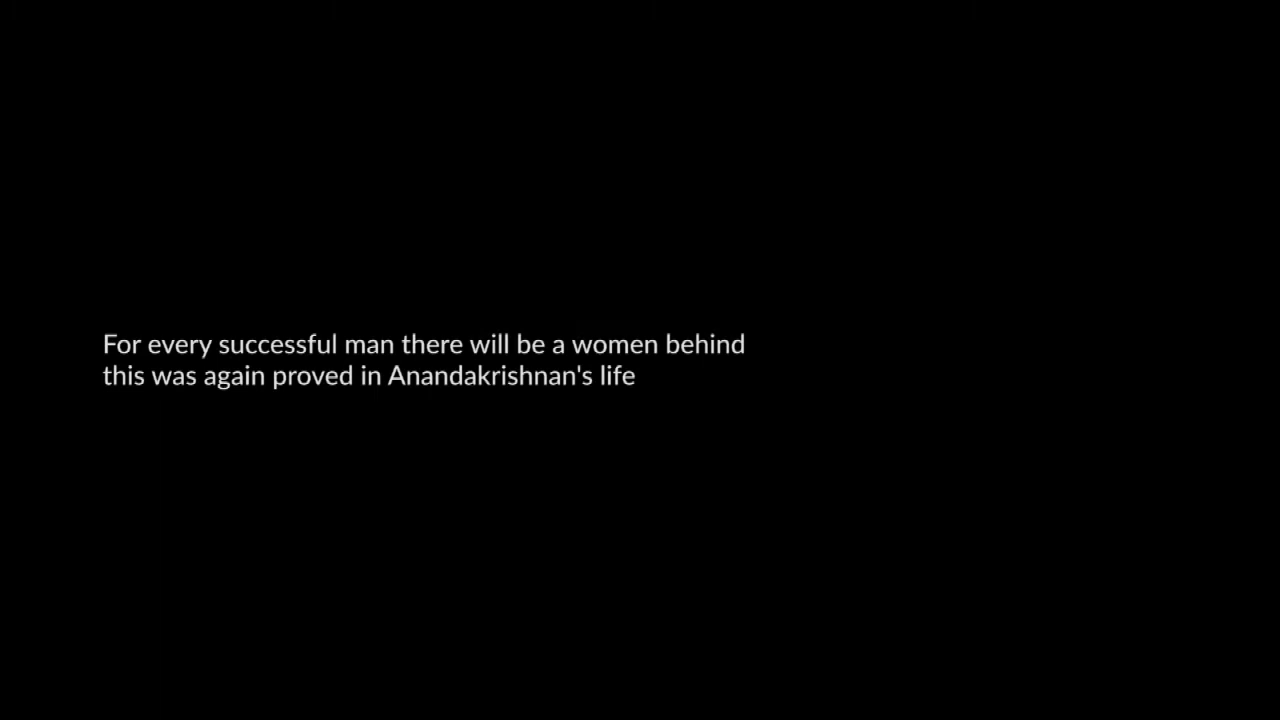 For every successful man there will be a women behind
this was again proved in Anandakrishnan's life